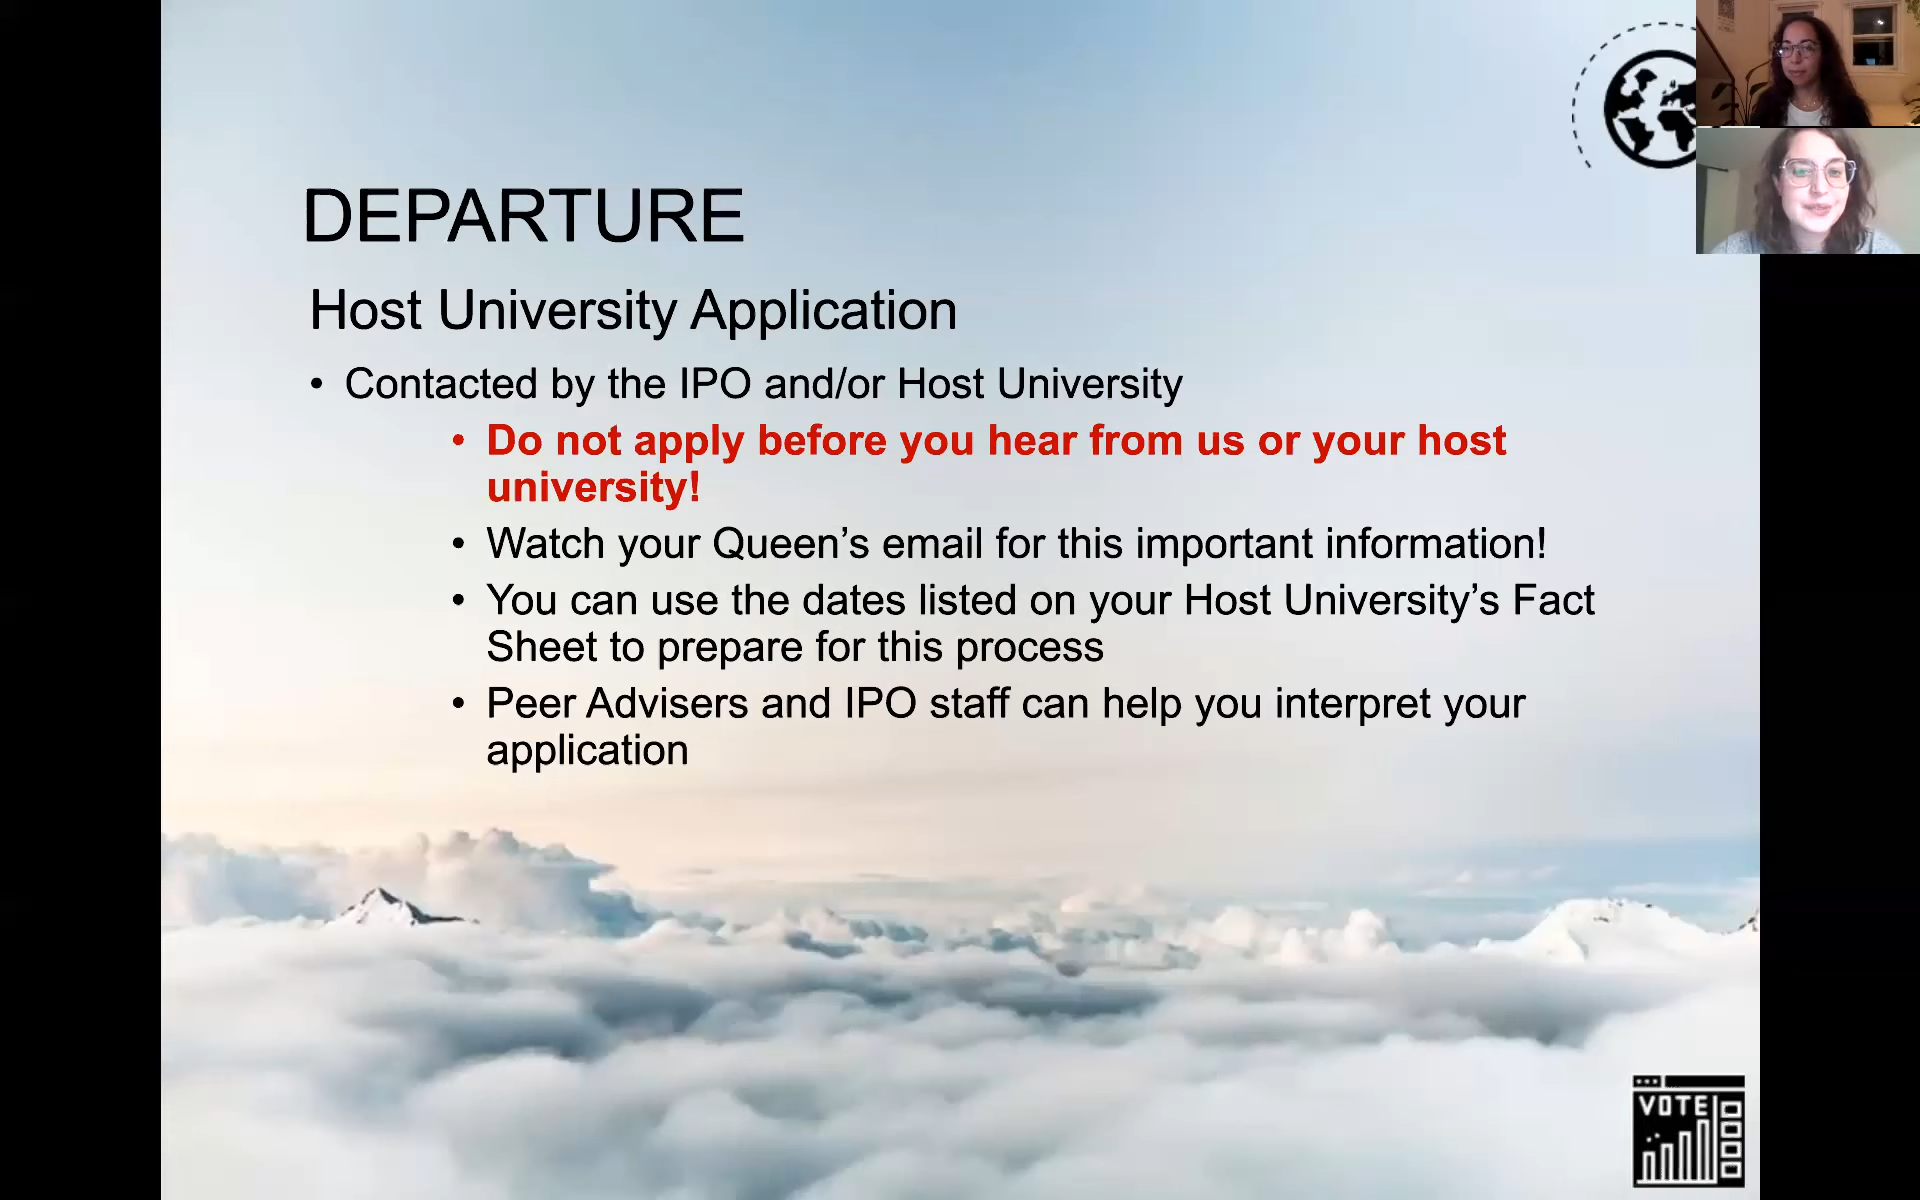 DEPARTURE
Host University Application
• Contacted by the IPO and/or Host University
• Do not apply before you hear from us or your host
university!
• Watch your Queen’s email for this important information!
• You can use the dates listed on your Host University’s Fact
Sheet to prepare for this process
• Peer Advisers and IPO staff can help you interpret your
application
VOTE